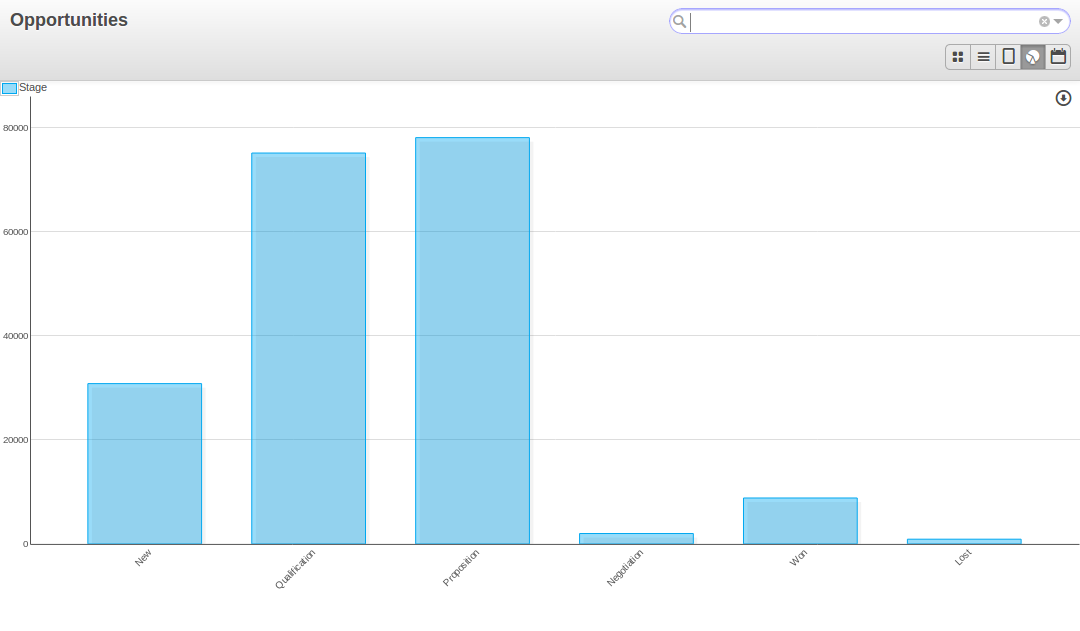 Opportunities
Stage
80000
60000
40000
20000
0
New
Qualification
Proposition
Negotiation
Won
Lost